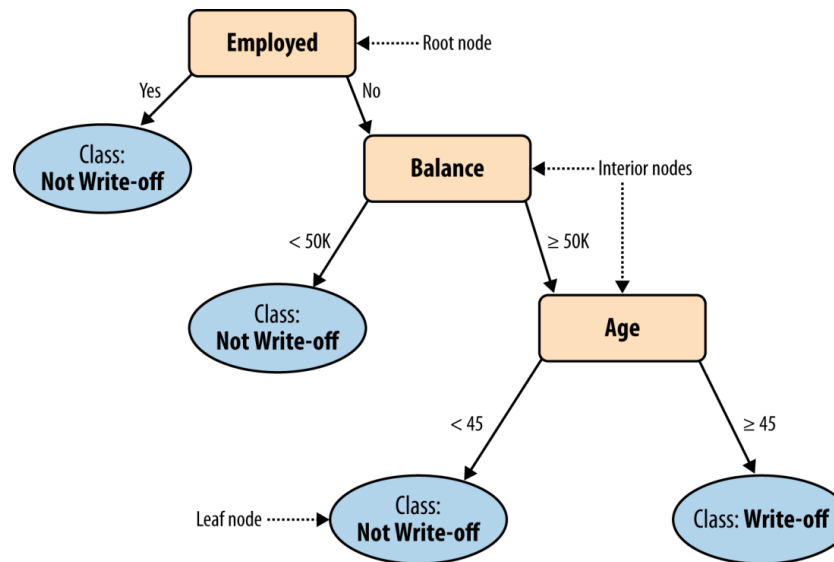 Employed
Root node
Yes
No
Class:
Not Write-off
Balance
Interior nodes
< 50K
≥ 50K
Class:
Not Write-off
Age
< 45
≥ 45
Leaf node
Class:
Not Write-off
Class: Write-off